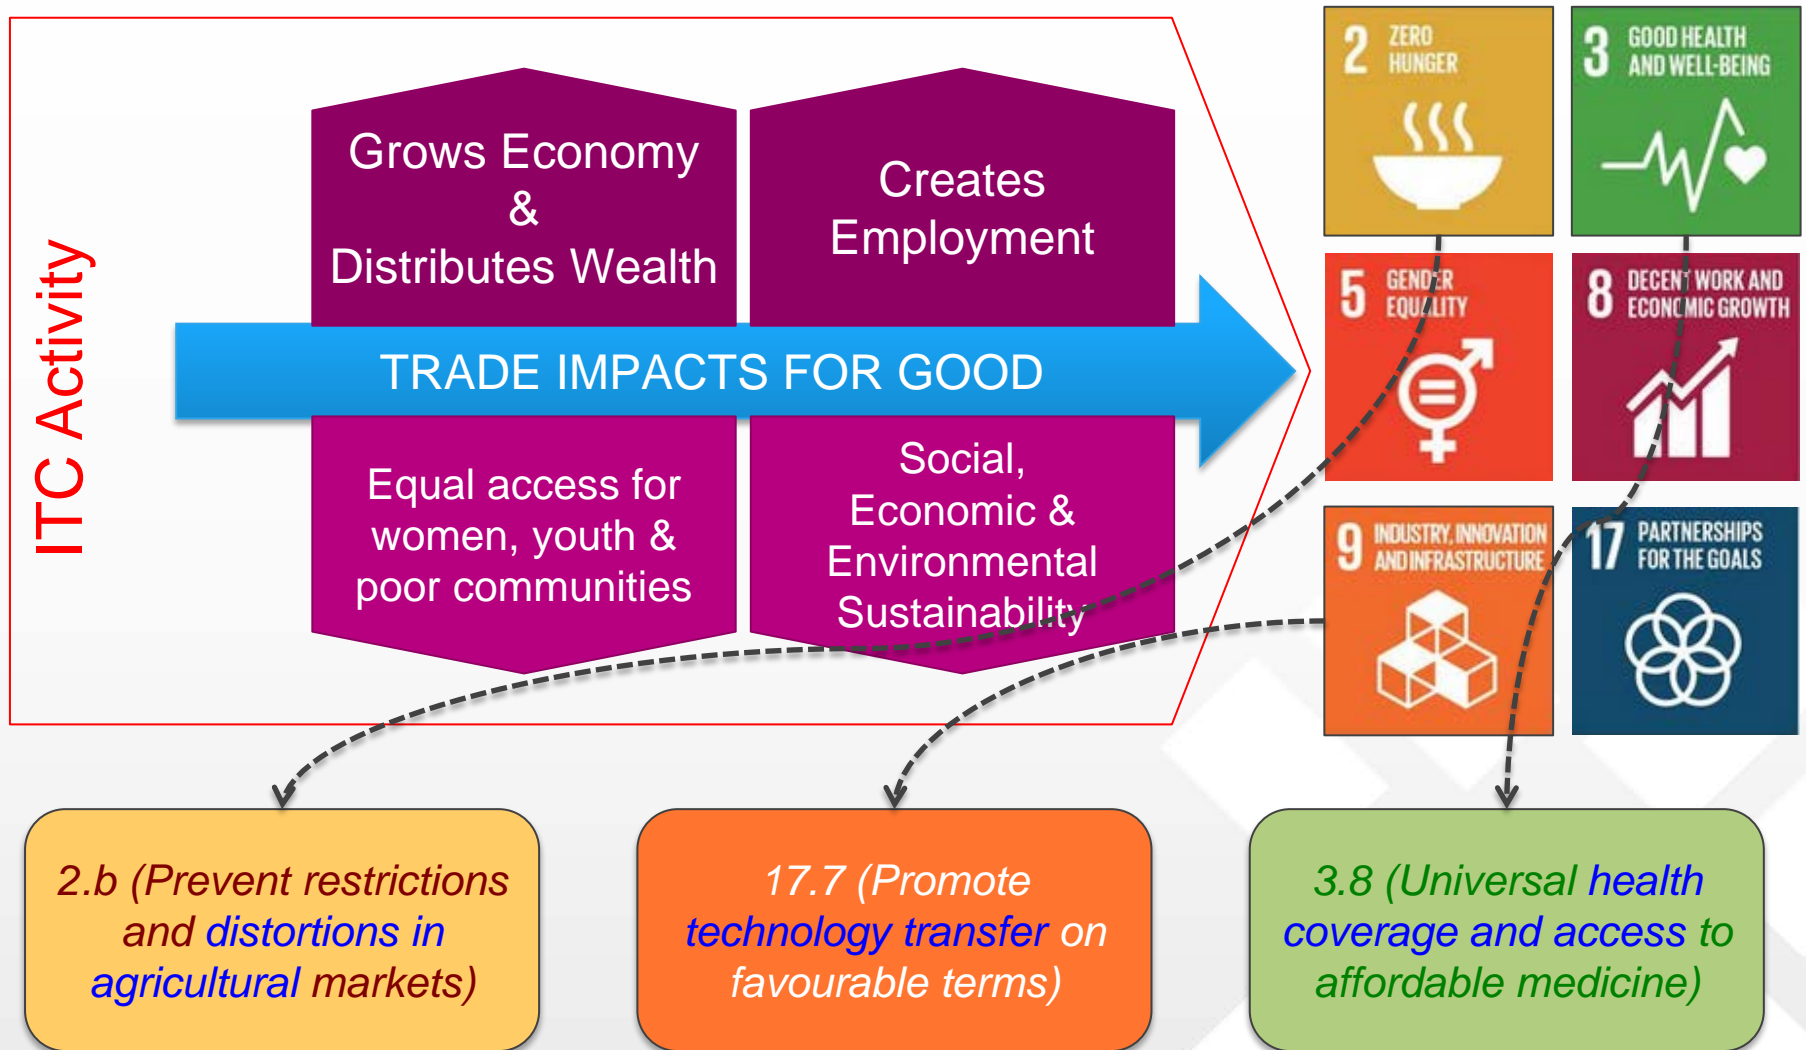 ITC Activity
Grows Economy
&
Distributes Wealth
Creates
Employment
TRADE IMPACTS FOR GOOD
Equal access for
women, youth &
poor communities
Social,
Economic &
Environmental
Sustainability
2 ZERO
HUNGER
3 GOOD HEALTH
AND WELL-BEING
5 GENDER
EQUALITY
8 DECENT WORK AND
ECONOMIC GROWTH
9 INDUSTRY, INNOVATION
AND INFRASTRUCTURE
17 PARTNERSHIPS
FOR THE GOALS
2.b (Prevent restrictions
and distortions in
agricultural markets)
17.7 (Promote
technology transfer on
favourable terms)
3.8 (Universal health
coverage and access to
affordable medicine)